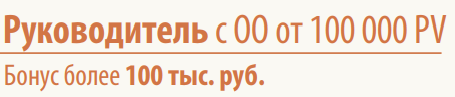 Руководитель с ОО от 100 000 PV
Бонус более 100 тыс. руб.